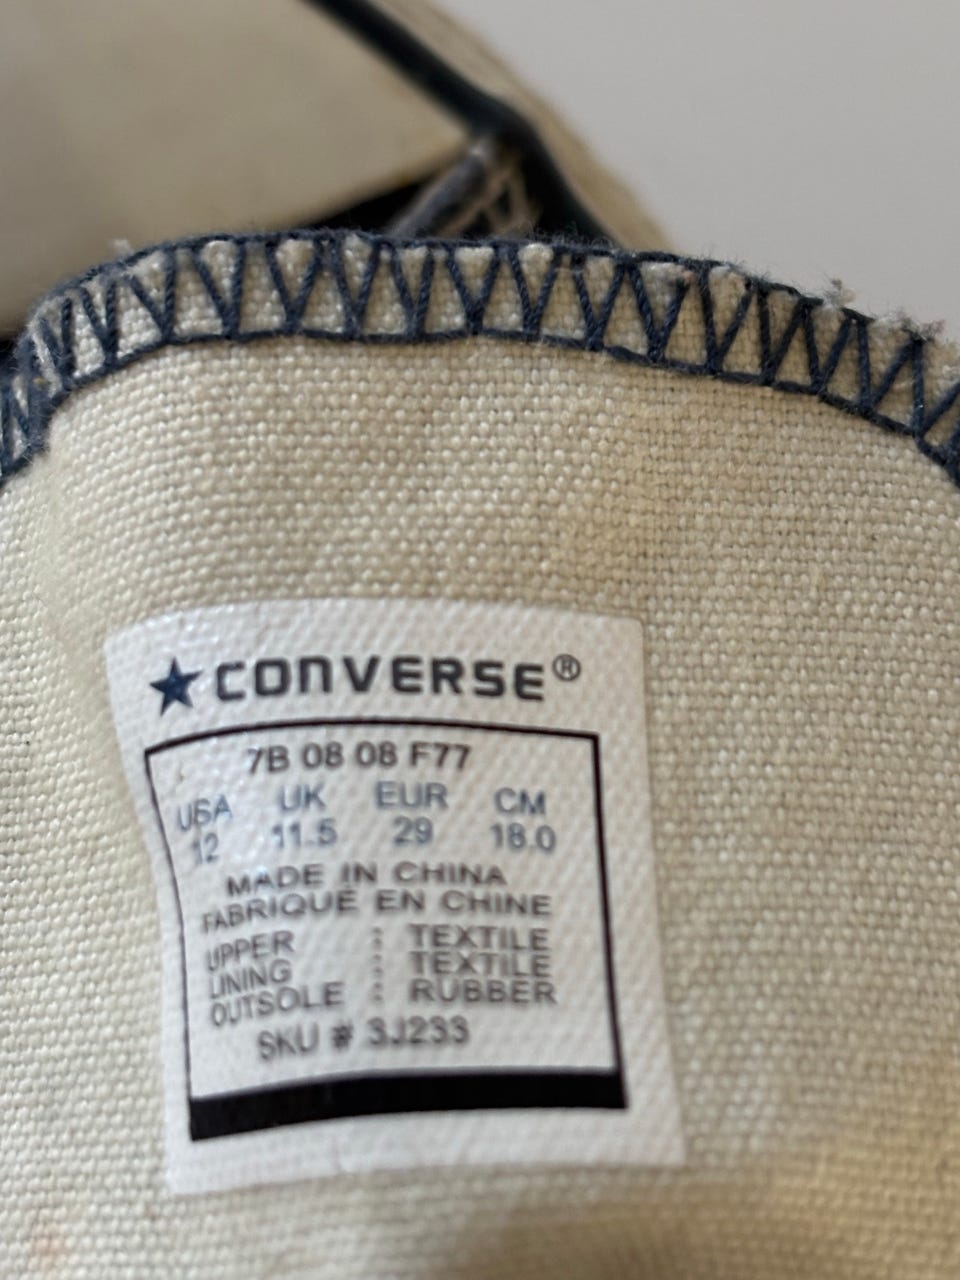 ★ CONVERSE®
7B 08 08 F77
USA UK EUR CM
12 11.5 29 18.0
MADE IN CHINA
FABRIQUE EN CHINE
UPPER : TEXTILE
LINING : TEXTILE
OUTSOLE : RUBBER
SKU # 3J233